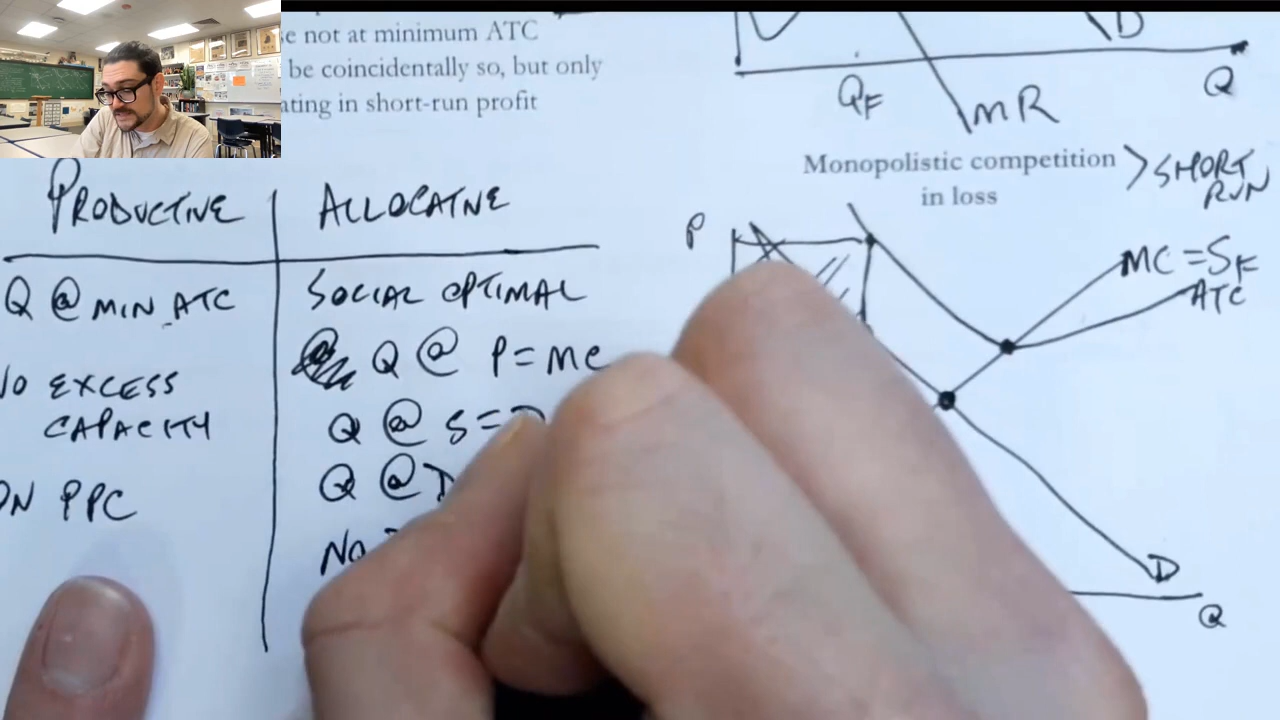 e not at minimum ATC
be coincidentally so, but only
ating in short-run profit
D
QF
MR
Q
Monopolistic competition
in loss
> SHORT
RUN
PRODUCTIVE
ALLOCATIVE
Q @ MIN ATC
SOCIAL OPTIMAL
Q @ P = MC
NO EXCESS
CAPACITY
Q @ S =
ON PPC
Q @ D
NO
P
MC = SF
ATC
D
Q